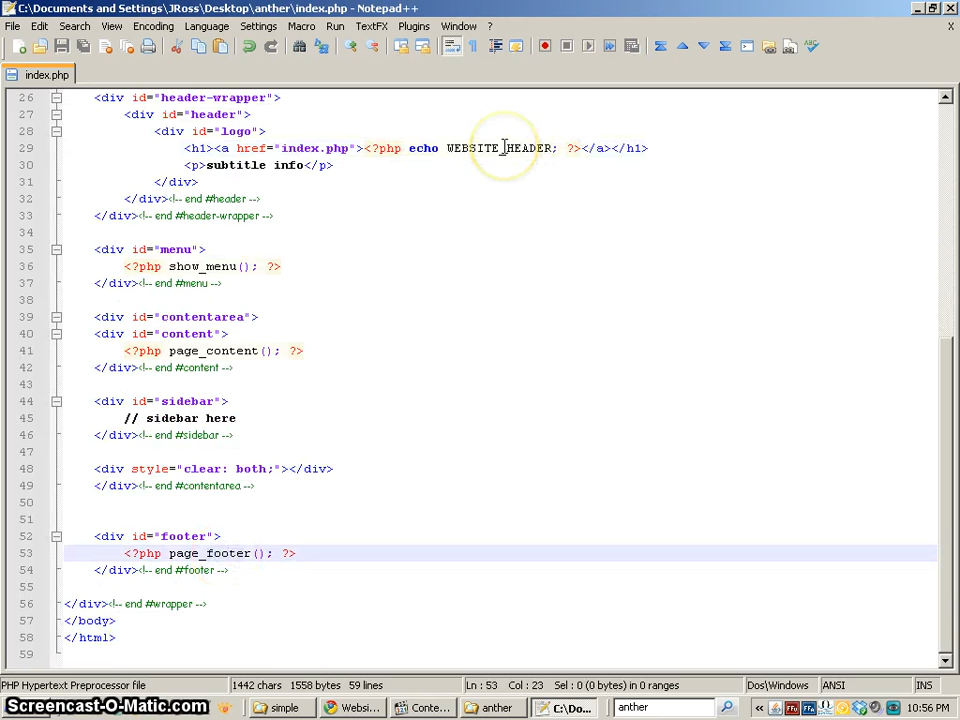 C:\Documents and Settings\JRoss\Desktop\anther\index.php - Notepad++
File Edit Search View Encoding Language Settings Macro Run TextFX Plugins Window ? X
index.php
26 <div id="header-wrapper">
27 <div id="header">
28 <div id="logo">
29 <h1><a href="index.php"><?php echo WEBSITE_HEADER; ?></a></h1>
30 <p>subtitle info</p>
31 </div>
32 </div><!-- end #header -->
33 </div><!-- end #header-wrapper -->
34
35 <div id="menu">
36 <?php show_menu(); ?>
37 </div><!-- end #menu -->
38
39 <div id="contentarea">
40 <div id="content">
41 <?php page_content(); ?>
42 </div><!-- end #content -->
43
44 <div id="sidebar">
45 // sidebar here
46 </div><!-- end #sidebar -->
47
48 <div style="clear: both;"></div>
49 </div><!-- end #contentarea -->
50
51
52 <div id="footer">
53 <?php page_footer(); ?>
54 </div><!-- end #footer -->
55
56 </div><!-- end #wrapper -->
57 </body>
58 </html>
59
PHP Hypertext Preprocessor file 1442 chars 1558 bytes 59 lines Ln : 53 Col : 23 Sel : 0 (0 bytes) in 0 ranges Dos\Windows ANSI INS
Screencast-O-Matic.com simple Websi... Conte... anther C:\Do... anther 10:56 PM